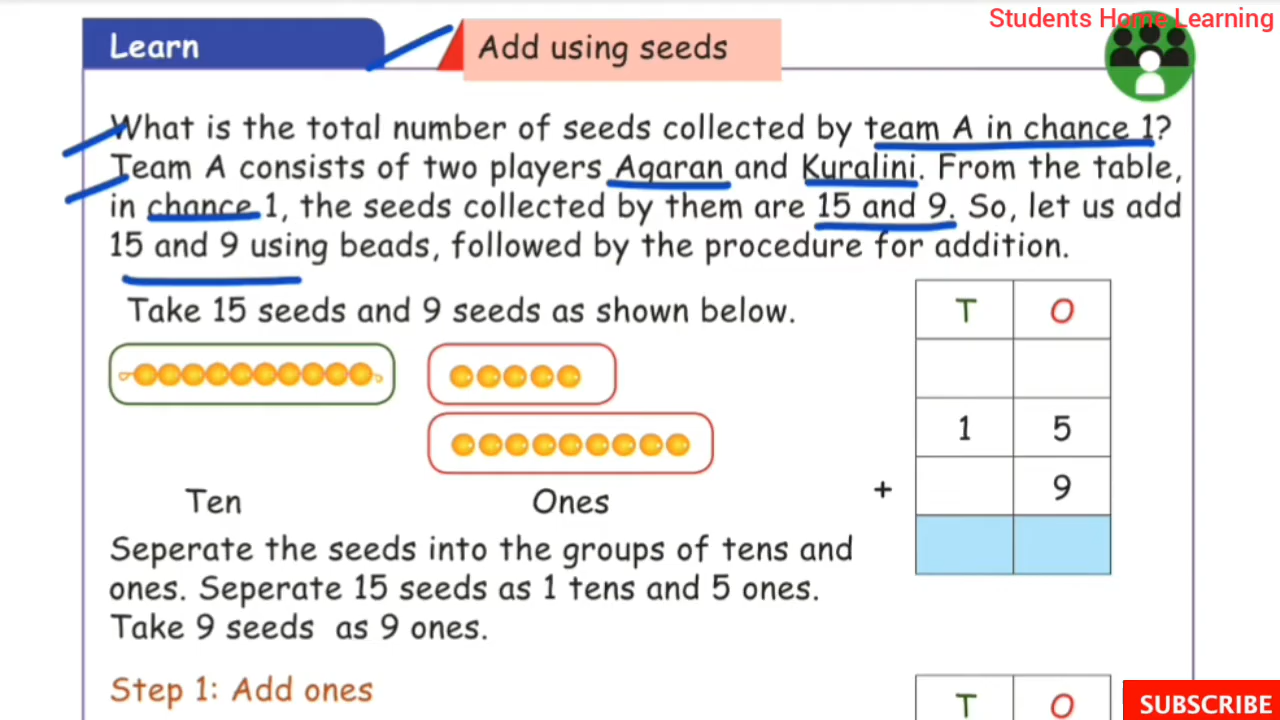 Students Home Learning
Learn
Add using seeds
What is the total number of seeds collected by team A in chance 1?
Team A consists of two players Agaran and Kuralini. From the table,
in chance 1, the seeds collected by them are 15 and 9. So, let us add
15 and 9 using beads, followed by the procedure for addition.
Take 15 seeds and 9 seeds as shown below.
T O
1 5
+ 9
Ten Ones
Seperate the seeds into the groups of tens and
ones. Seperate 15 seeds as 1 tens and 5 ones.
Take 9 seeds as 9 ones.
Step 1: Add ones
T O
SUBSCRIBE